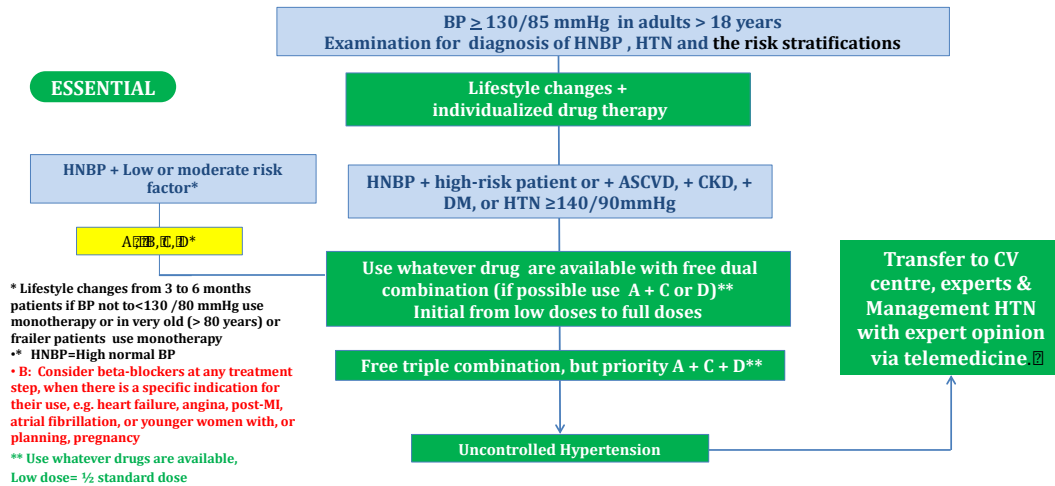 BP ≥ 130/85 mmHg in adults > 18 years
Examination for diagnosis of HNBP , HTN and the risk stratifications
ESSENTIAL
Lifestyle changes +
individualized drug therapy
HNBP + Low or moderate risk
factor*
HNBP + high-risk patient or + ASCVD, + CKD, +
DM, or HTN ≥140/90mmHg
A, B, C, D*
Use whatever drug are available with free dual
combination (if possible use A + C or D)**
Initial from low doses to full doses
Transfer to CV
centre, experts &
Management HTN
with expert opinion
via telemedicine.
Free triple combination, but priority A + C + D**
Uncontrolled Hypertension
* Lifestyle changes from 3 to 6 months
patients if BP not to<130 /80 mmHg use
monotherapy or in very old (> 80 years) or
frailer patients use monotherapy
•* HNBP=High normal BP
• B: Consider beta-blockers at any treatment
step, when there is a specific indication for
their use, e.g. heart failure, angina, post-MI,
atrial fibrillation, or younger women with, or
planning, pregnancy
** Use whatever drugs are available,
Low dose= ½ standard dose